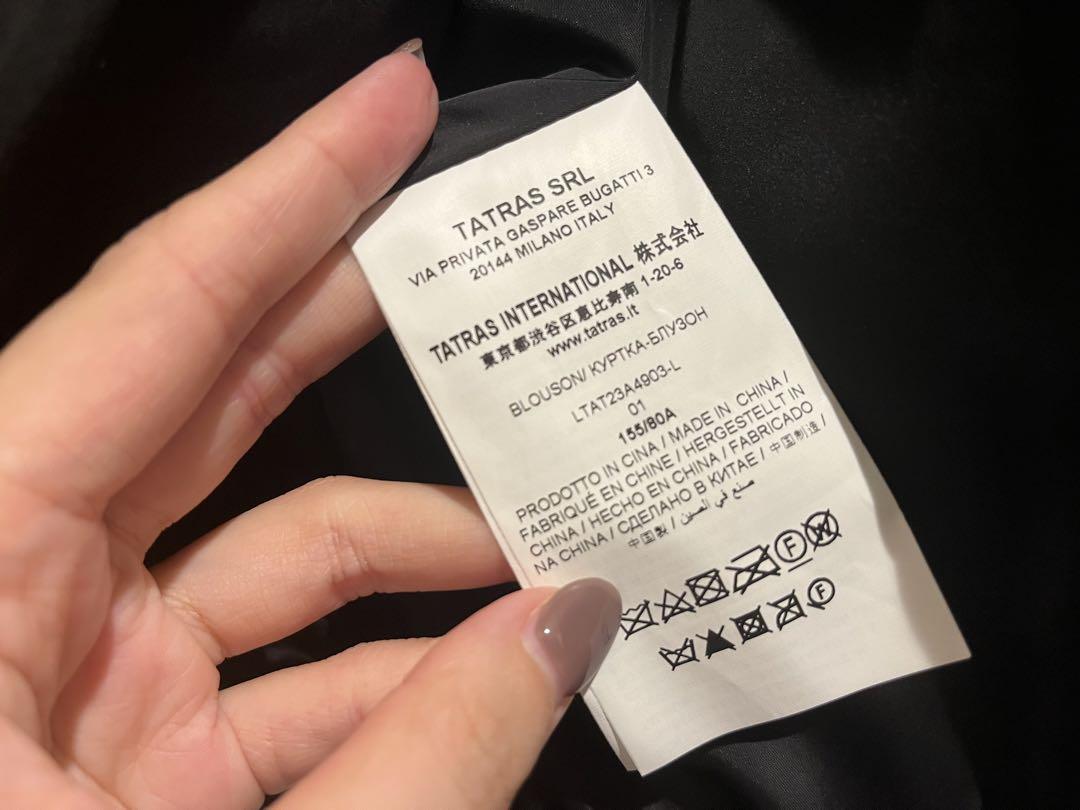 TATRAS SRL
VIA PRIVATA GASPARE BUGATTI 3
20144 MILANO ITALY
TATRAS INTERNATIONAL 株式会社
東京都渋谷区恵比寿南 1-20-6
www.tatras.it
BLOUSON/ КУРТКА-БЛУЗОН
LTAT23A4903-L
01
155/80A
PRODOTTO IN CINA / MADE IN CHINA /
FABRIQUÉ EN CHINE / HERGESTELLT IN
CHINA / HECHO EN CHINA / FABRICADO
NA CHINA / СДЕЛАНО В КИТАЕ / 中国制造 /
中国製 / صنع في الصين
F W
F